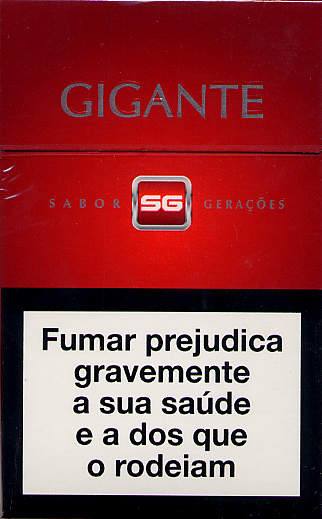 GIGANTE
SABOR SG GERAÇÕES
Fumar prejudica
gravemente
a sua saúde
e a dos que
o rodeiam